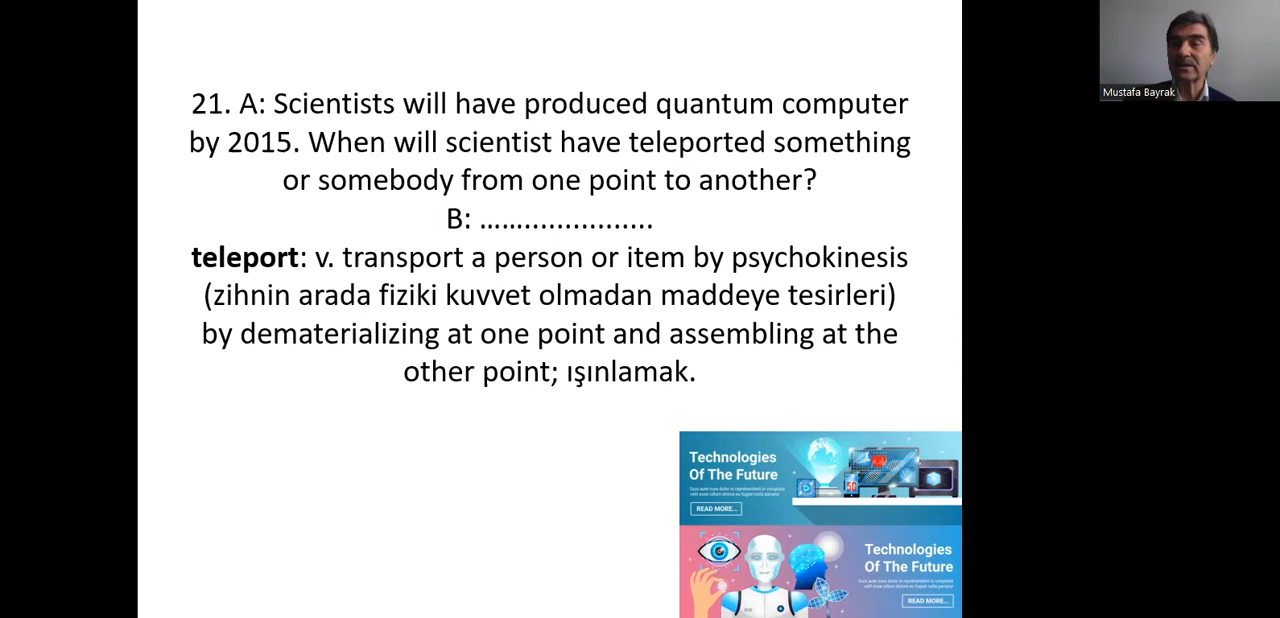 21. A: Scientists will have produced quantum computer
by 2015. When will scientist have teleported something
or somebody from one point to another?
B: ……..................
teleport: v. transport a person or item by psychokinesis
(zihnin arada fiziki kuvvet olmadan maddeye tesirleri)
by dematerializing at one point and assembling at the
other point; ışınlamak.
Mustafa Bayrak
Technologies
Of The Future
READ MORE...
5G
Technologies
Of The Future
READ MORE...